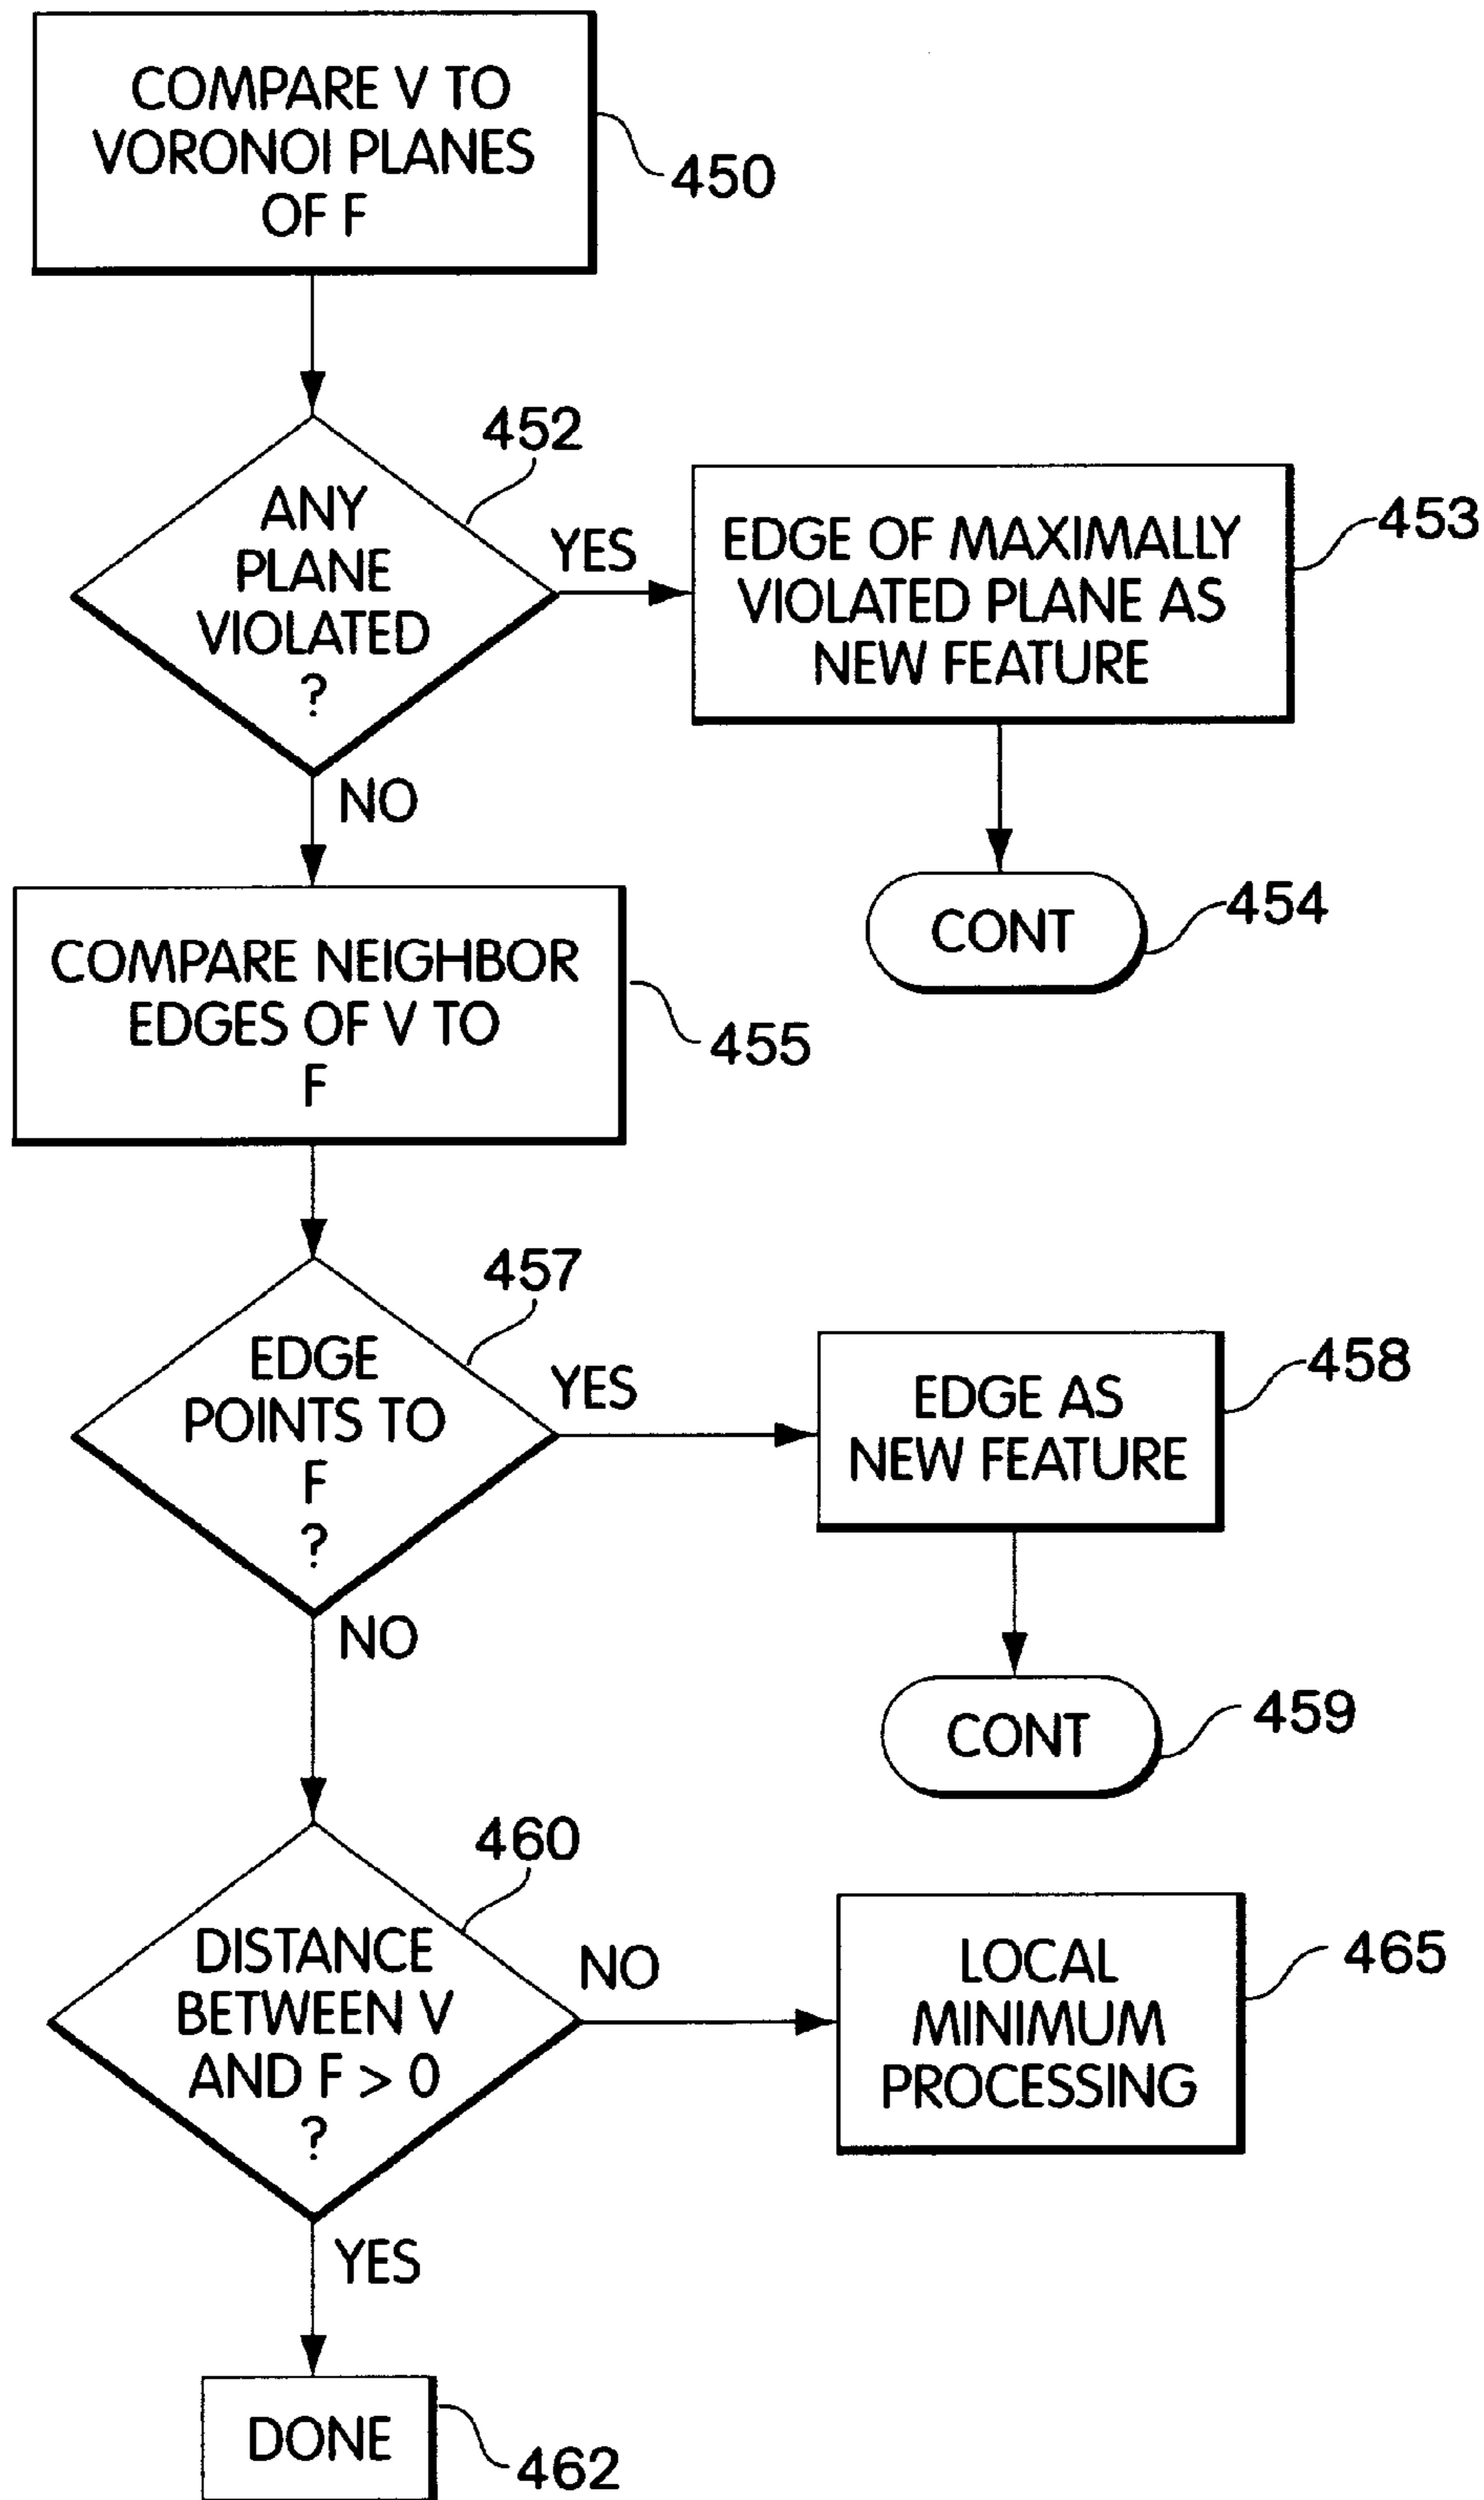 COMPARE V TO
VORONOI PLANES
OF F
450
452
ANY
PLANE
VIOLATED
?
YES
EDGE OF MAXIMALLY
VIOLATED PLANE AS
NEW FEATURE
453
NO
CONT
454
COMPARE NEIGHBOR
EDGES OF V TO
F
455
457
EDGE
POINTS TO
F
?
YES
EDGE AS
NEW FEATURE
458
NO
CONT
459
460
DISTANCE
BETWEEN V
AND F > 0
?
NO
LOCAL
MINIMUM
PROCESSING
465
YES
DONE
462